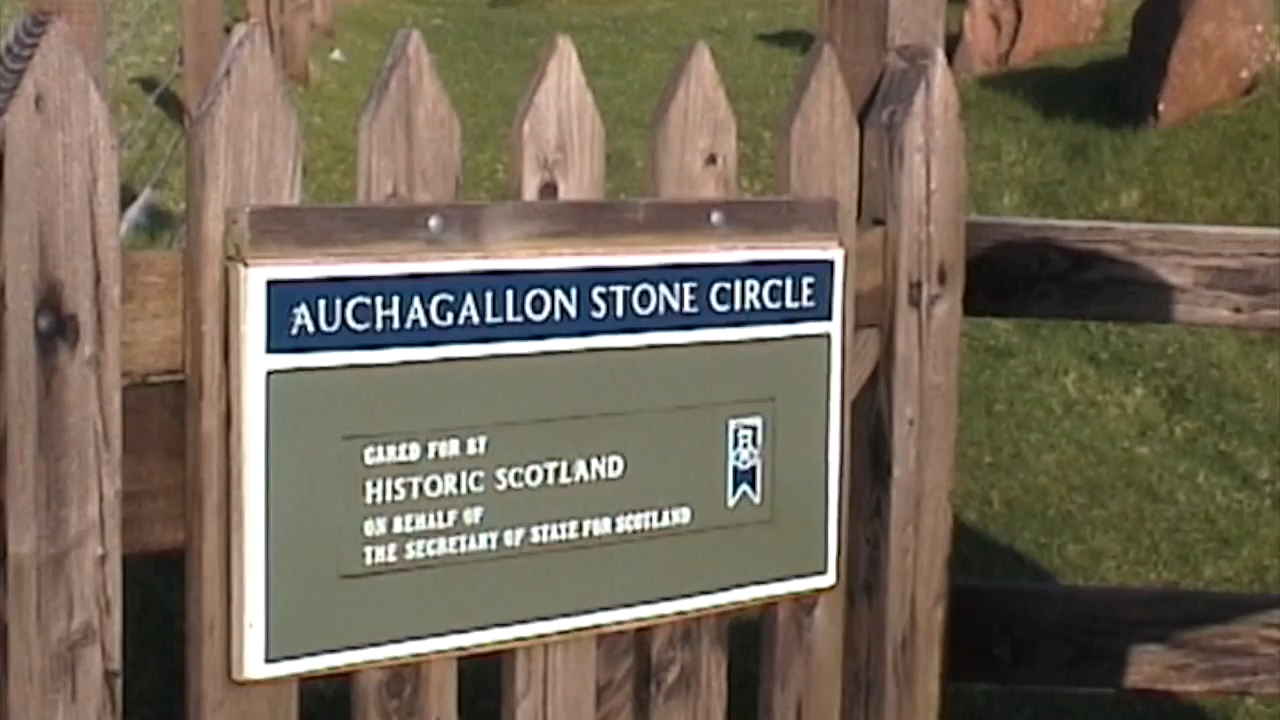 AUCHAGALLON STONE CIRCLE
CARED FOR BY
HISTORIC SCOTLAND
ON BEHALF OF
THE SECRETARY OF STATE FOR SCOTLAND